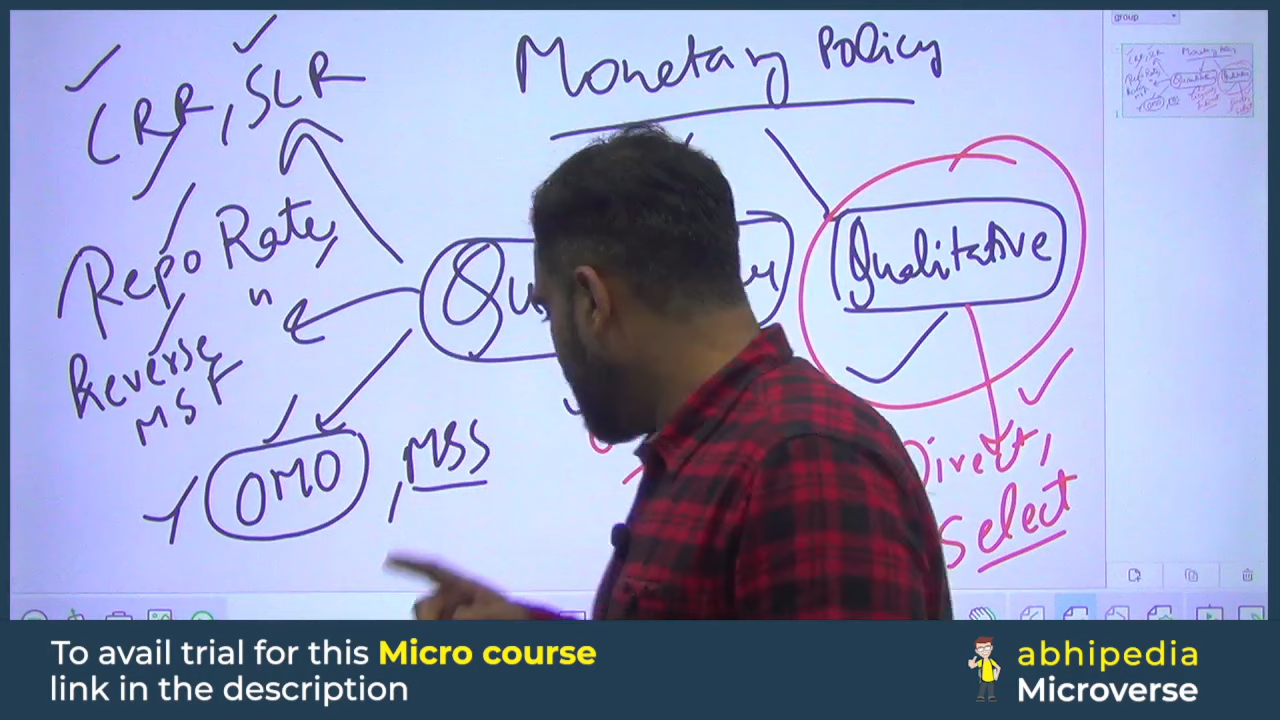 Monetary Policy
CRR, SLR
Repo Rate,
Reverse "
MSF
OMO, MSS
Qualitative
Direct,
Select
group
To avail trial for this Micro course
link in the description
abhipedia
Microverse